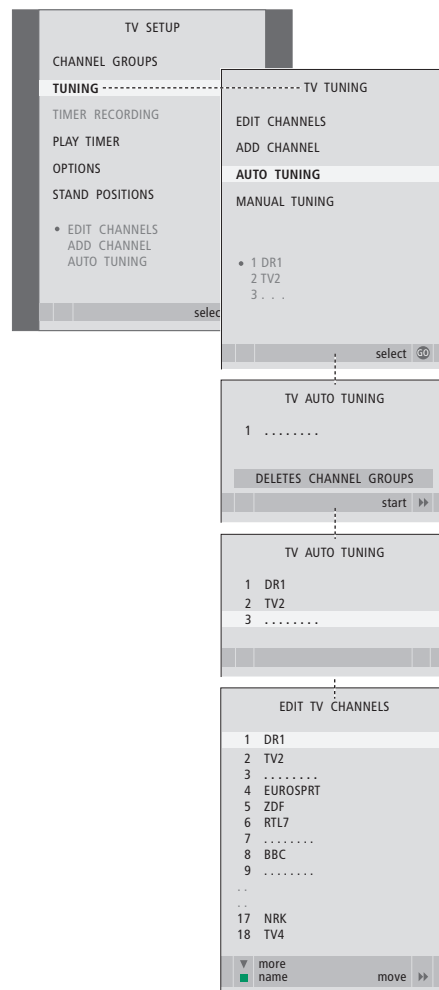 TV SETUP
CHANNEL GROUPS
TUNING
TIMER RECORDING
PLAY TIMER
OPTIONS
STAND POSITIONS
• EDIT CHANNELS
ADD CHANNEL
AUTO TUNING
selec
TV TUNING
EDIT CHANNELS
ADD CHANNEL
AUTO TUNING
MANUAL TUNING
• 1 DR1
2 TV2
3 . . .
select GO
TV AUTO TUNING
1 ........
DELETES CHANNEL GROUPS
start
TV AUTO TUNING
1 DR1
2 TV2
3 ........
EDIT TV CHANNELS
1 DR1
2 TV2
3 ........
4 EUROSPRT
5 ZDF
6 RTL7
7 ........
8 BBC
9 ........
. .
. .
17 NRK
18 TV4
more
name move